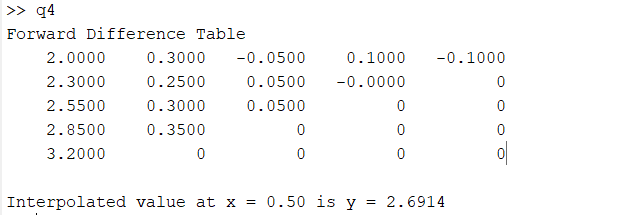 >> q4
Forward Difference Table
2.0000 0.3000 -0.0500 0.1000 -0.1000
2.3000 0.2500 0.0500 -0.0000 0
2.5500 0.3000 0.0500 0 0
2.8500 0.3500 0 0 0
3.2000 0 0 0 0
Interpolated value at x = 0.50 is y = 2.6914